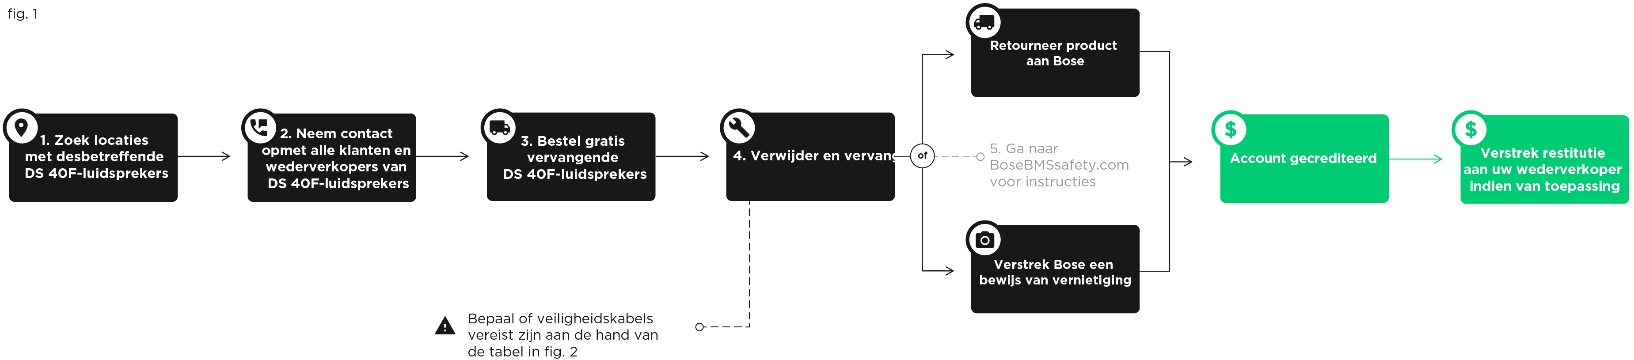 fig. 1
1. Zoek locaties
met desbetreffende
DS 40F-luidsprekers
2. Neem contact
opmet alle klanten en
wederverkopers van
DS 40F-luidsprekers
3. Bestel gratis
vervangende
DS 40F-luidsprekers
4. Verwijder en vervang
of
Retourneer product
aan Bose
5. Ga naar
BoseBMSsafety.com
voor instructies
Verstrek Bose een
bewijs van vernietiging
$
Account gecrediteerd
$
Verstrek restitutie
aan uw wederverkoper
indien van toepassing
Bepaal of veiligheidskabels
vereist zijn aan de hand van
de tabel in fig. 2